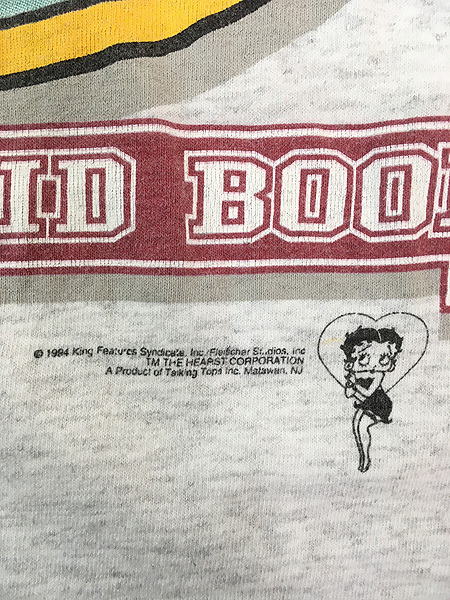 ID BOO
© 1994 King Features Syndicate, Inc./Fleischer Studios, Inc
TM THE HEARST CORPORATION
A Product of Talking Tops Inc. Matawan, NJ